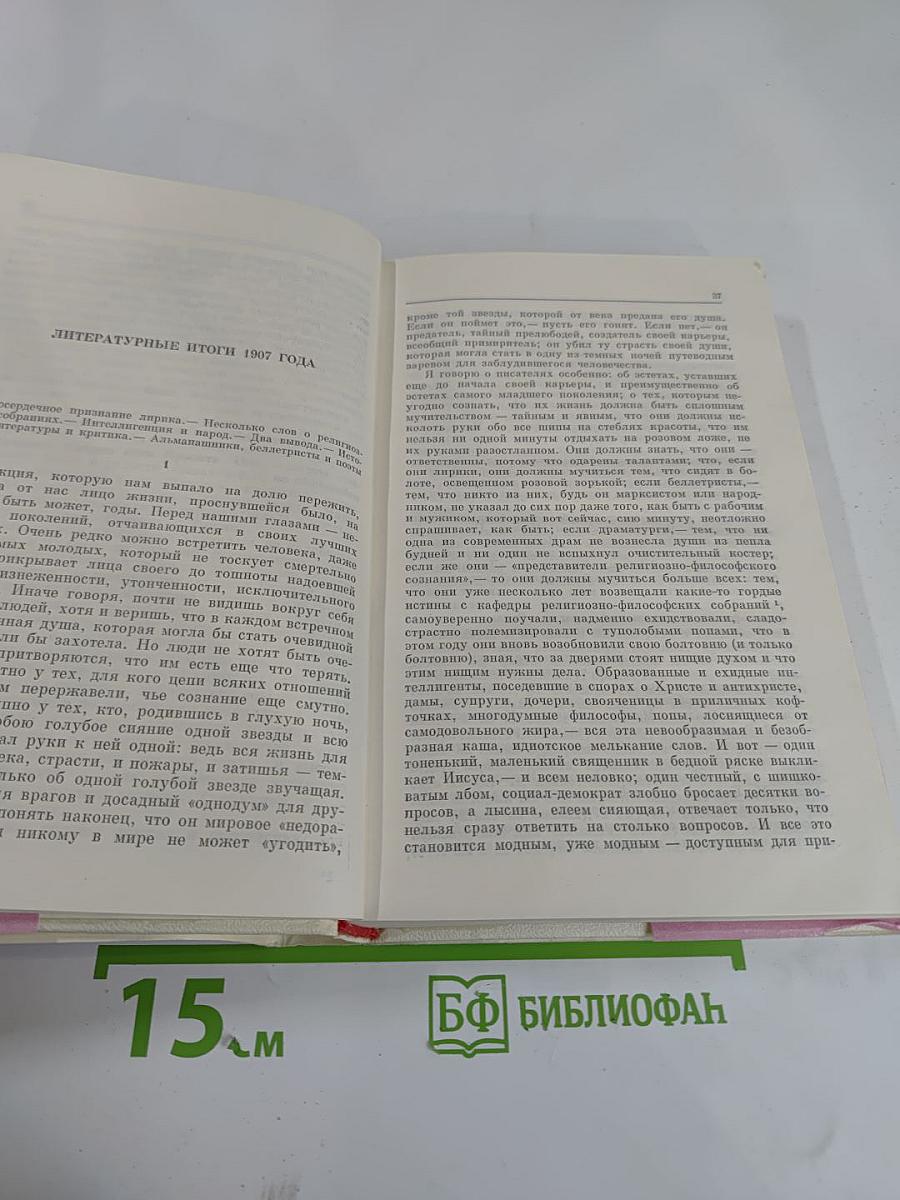 ЛИТЕРАТУРНЫЕ ИТОГИ 1907 ГОДА
осердечное признание лирика.— Несколько слов о религиоз-
собраниях.— Интеллигенция и народ.— Два вывода.— Исто-
итературы и критика.— Альманашники, беллетристы и поэты
1
кция, которую нам выпало на долю пережить,
а от нас лицо жизни, проснувшейся было, на
быть может, годы. Перед нашими глазами — не-
поколений, отчаивающихся в своих лучших
х. Очень редко можно встретить человека, даже
мых молодых, который не тоскует смертельно
рикрывает лица своего до тошноты надоевшей
изнеженности, утонченности, исключительного
. Иначе говоря, почти не видишь вокруг себя
людей, хотя и веришь, что в каждом встречном
нная душа, которая могла бы стать очевидной
ли бы захотела. Но люди не хотят быть оче-
притворяются, что им есть еще что терять.
тно у тех, для кого цепи всяких отношений
м перержавели, чье сознание еще смутно.
пно у тех, кто, родившись в глухую ночь,
обою голубое сияние одной звезды и всю
ал руки к ней одной: ведь вся жизнь для
ека, страсти, и пожары, и затишья — тем-
лько об одной голубой звезде звучащая.
я врагов и досадный «однодум» для дру-
понять наконец, что он мировое «недора-
и никому в мире не может «угодить»,
37
кроме той звезды, которой от века предана его душа.
Если он поймет это,— пусть его гонят. Если нет,— он
предатель, тайный прелюбодей, создатель своей карьеры,
всеобщий примиритель; он убил ту страсть своей души,
которая могла стать в одну из темных ночей путеводным
заревом для заблудившегося человечества.
Я говорю о писателях особенно: об эстетах, уставших
еще до начала своей карьеры, и преимущественно об
эстетах самого младшего поколения; о тех, которым не-
угодно сознать, что их жизнь должна быть сплошным
мучительством — тайным и явным, что они должны ис-
колоть руки обо все шипы на стеблях красоты, что им
нельзя ни одной минуты отдыхать на розовом ложе, не
их руками разостланном. Они должны знать, что они —
ответственны, потому что одарены талантами; что, если
они лирики, они должны мучиться тем, что сидят в бо-
лоте, освещенном розовой зорькой; если беллетристы,—
тем, что никто из них, будь он марксистом или народ-
ником, не указал до сих пор даже того, как быть с рабочим
и мужиком, который вот сейчас, сию минуту, неотложно
спрашивает, как быть; если драматурги,— тем, что ни
одна из современных драм не вознесла души из пепла
будней и ни один не вспыхнул очистительный костер;
если же они — «представители религиозно-философского
сознания»,— то они должны мучиться больше всех: тем,
что они уже несколько лет возвещали какие-то гордые
истины с кафедры религиозно-философских собраний ¹,
самоуверенно поучали, надменно ехидствовали, сладо-
страстно полемизировали с туполобыми попами, что в
этом году они вновь возобновили свою болтовню (и только
болтовню), зная, что за дверями стоят нищие духом и что
этим нищим нужны дела. Образованные и ехидные ин-
теллигенты, поседевшие в спорах о Христе и антихристе,
дамы, супруги, дочери, свояченицы в приличных коф-
точках, многодумные философы, попы, лоснящиеся от
самодовольного жира,— вся эта невообразимая и безоб-
разная каша, идиотское мелькание слов. И вот — один
тоненький, маленький священник в бедной ряске выкли-
кает Иисуса,— и всем неловко; один честный, с шишко-
ватым лбом, социал-демократ злобно бросает десятки во-
просов, а лысина, елеем сияющая, отвечает только, что
нельзя сразу ответить на столько вопросов. И все это
становится модным, уже модным — доступным для при-
15 см
БФ БИБЛИОФАН